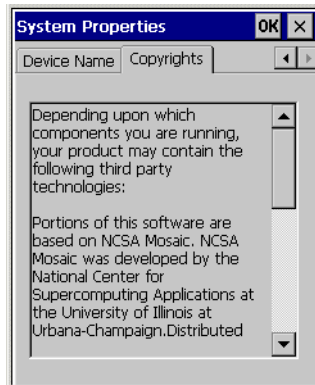 System Properties OK ×
Device Name Copyrights
Depending upon which
components you are running,
your product may contain the
following third party
technologies:
Portions of this software are
based on NCSA Mosaic. NCSA
Mosaic was developed by the
National Center for
Supercomputing Applications at
the University of Illinois at
Urbana-Champaign.Distributed